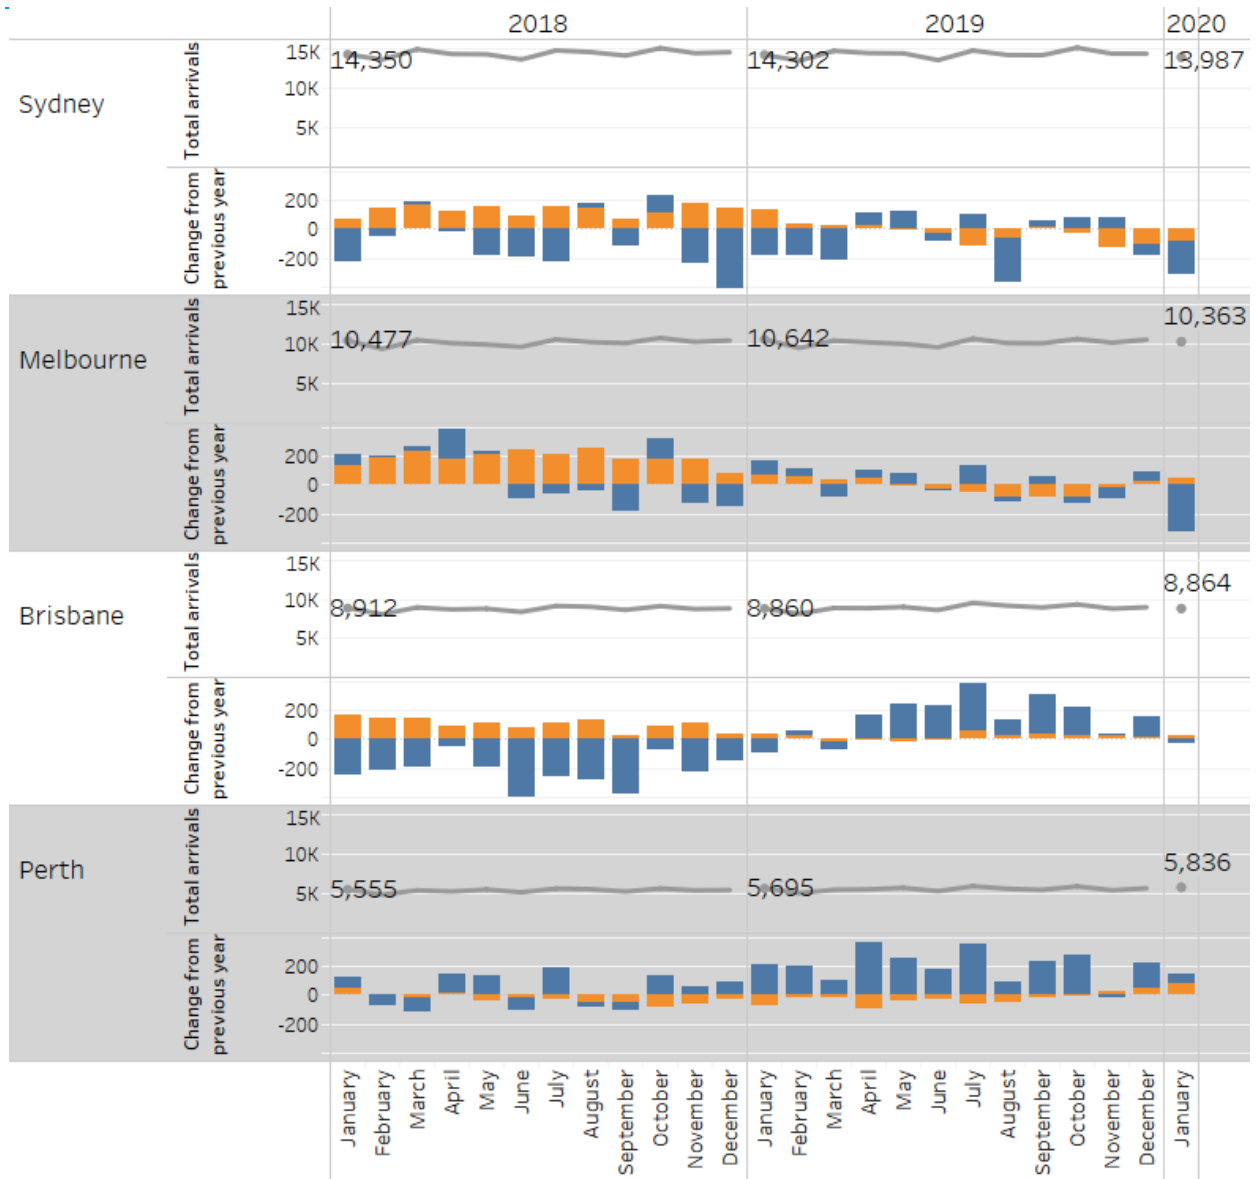 2018 2019 2020
Sydney
Total arrivals
15K
10K
5K
14,350 14,302 13,987
Change from
previous year
200
0
-200
Melbourne
Total arrivals
15K
10K
5K
10,477 10,642 10,363
Change from
previous year
200
0
-200
Brisbane
Total arrivals
15K
10K
5K
8,912 8,860 8,864
Change from
previous year
200
0
-200
Perth
Total arrivals
15K
10K
5K
5,555 5,695 5,836
Change from
previous year
200
0
-200
January
February
March
April
May
June
July
August
September
October
November
December
January
February
March
April
May
June
July
August
September
October
November
December
January